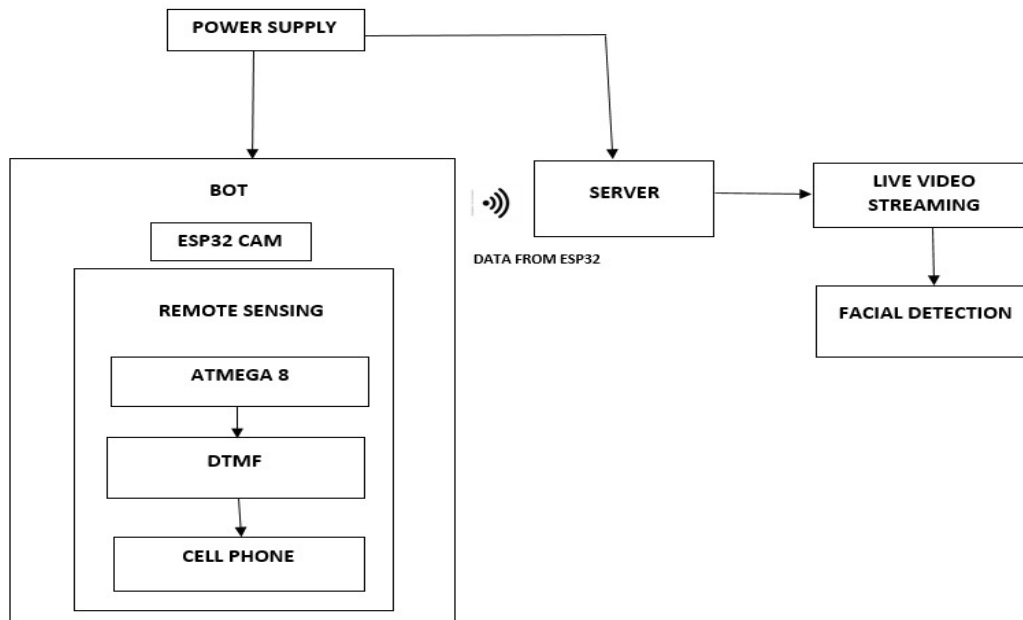 POWER SUPPLY
BOT
ESP32 CAM
REMOTE SENSING
ATMEGA 8
DTMF
CELL PHONE
DATA FROM ESP32
SERVER
LIVE VIDEO
STREAMING
FACIAL DETECTION